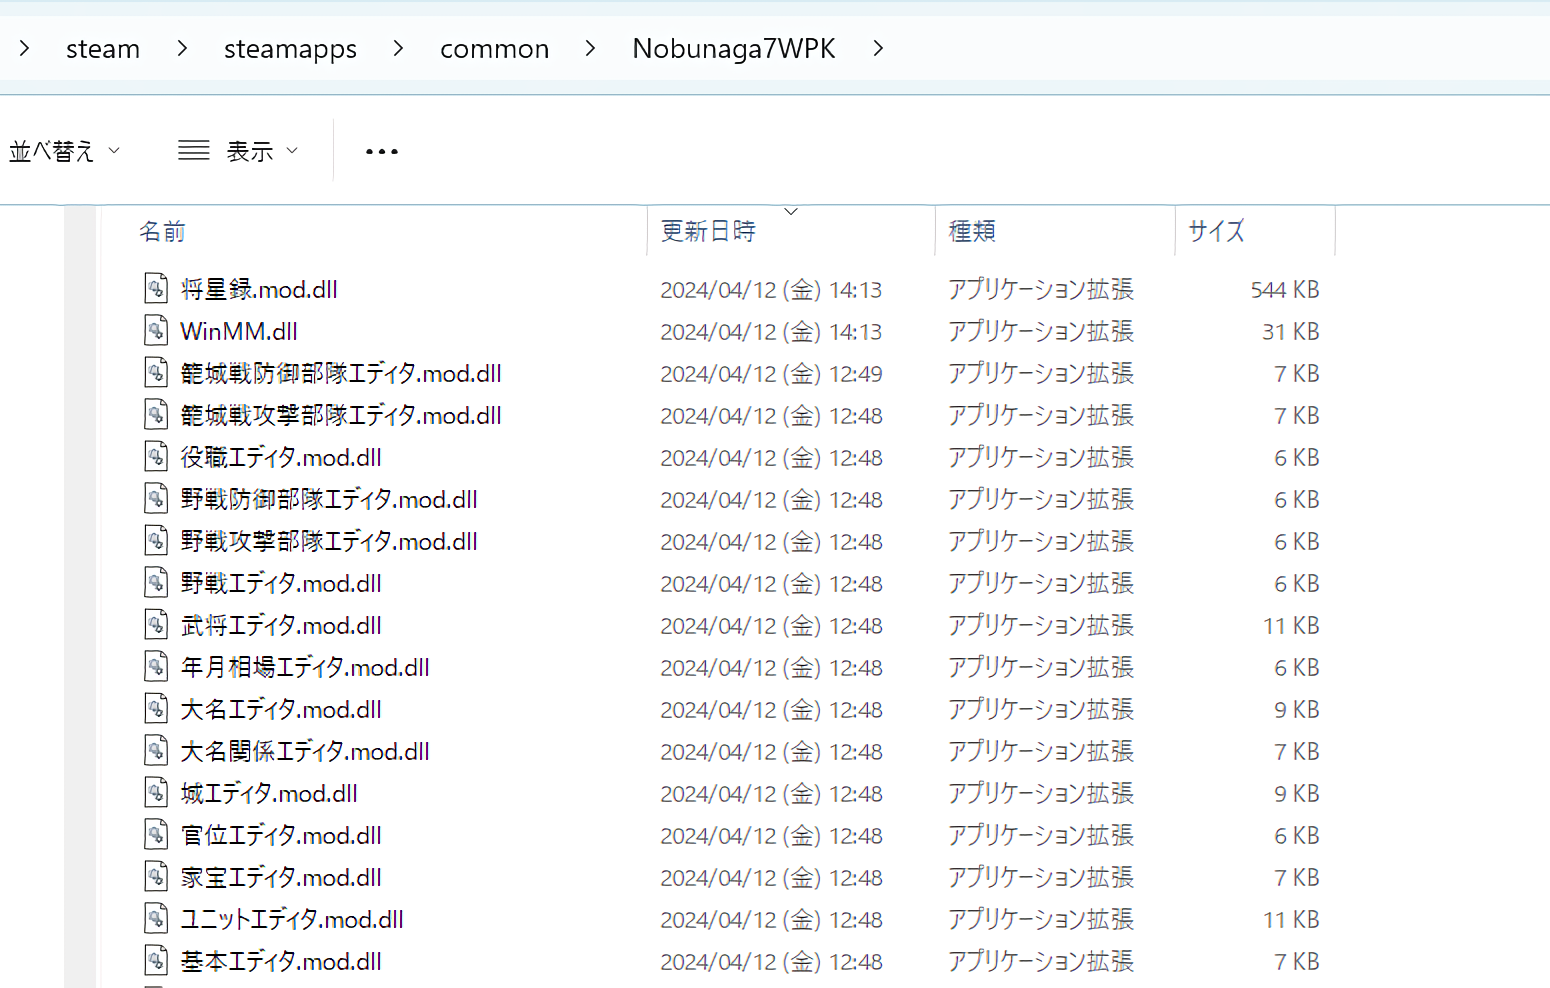 steam steamapps common Nobunaga7WPK
並べ替え 表示
名前 更新日時 種類 サイズ
将星録.mod.dll 2024/04/12 (金) 14:13 アプリケーション拡張 544 KB
WinMM.dll 2024/04/12 (金) 14:13 アプリケーション拡張 31 KB
籠城戦防御部隊エディタ.mod.dll 2024/04/12 (金) 12:49 アプリケーション拡張 7 KB
籠城戦攻撃部隊エディタ.mod.dll 2024/04/12 (金) 12:48 アプリケーション拡張 7 KB
役職エディタ.mod.dll 2024/04/12 (金) 12:48 アプリケーション拡張 6 KB
野戦防御部隊エディタ.mod.dll 2024/04/12 (金) 12:48 アプリケーション拡張 6 KB
野戦攻撃部隊エディタ.mod.dll 2024/04/12 (金) 12:48 アプリケーション拡張 6 KB
野戦エディタ.mod.dll 2024/04/12 (金) 12:48 アプリケーション拡張 6 KB
武将エディタ.mod.dll 2024/04/12 (金) 12:48 アプリケーション拡張 11 KB
年月相場エディタ.mod.dll 2024/04/12 (金) 12:48 アプリケーション拡張 6 KB
大名エディタ.mod.dll 2024/04/12 (金) 12:48 アプリケーション拡張 9 KB
大名関係エディタ.mod.dll 2024/04/12 (金) 12:48 アプリケーション拡張 7 KB
城エディタ.mod.dll 2024/04/12 (金) 12:48 アプリケーション拡張 9 KB
官位エディタ.mod.dll 2024/04/12 (金) 12:48 アプリケーション拡張 6 KB
家宝エディタ.mod.dll 2024/04/12 (金) 12:48 アプリケーション拡張 7 KB
ユニットエディタ.mod.dll 2024/04/12 (金) 12:48 アプリケーション拡張 11 KB
基本エディタ.mod.dll 2024/04/12 (金) 12:48 アプリケーション拡張 7 KB